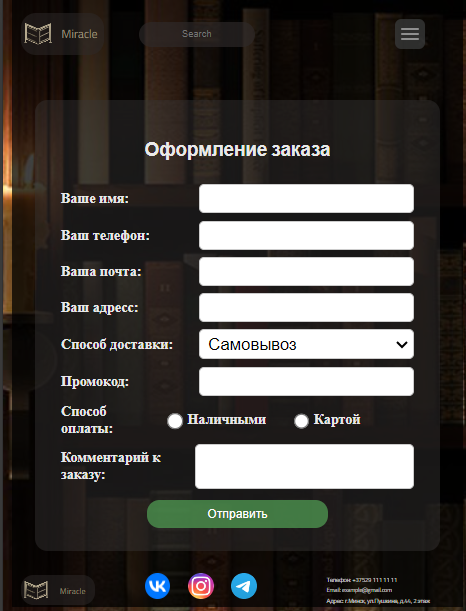 Miracle
Search
Оформление заказа
Ваше имя:
Ваш телефон:
Ваша почта:
Ваш адресс:
Способ доставки:
Самовывоз
Промокод:
Способ
оплаты:
Наличными
Картой
Комментарий к
заказу:
Отправить
Miracle
Телефон: +37529 111 11 11
Email: example@gmail.com
Адрес: г.Минск, ул.Пушкина, д.44, 2 этаж